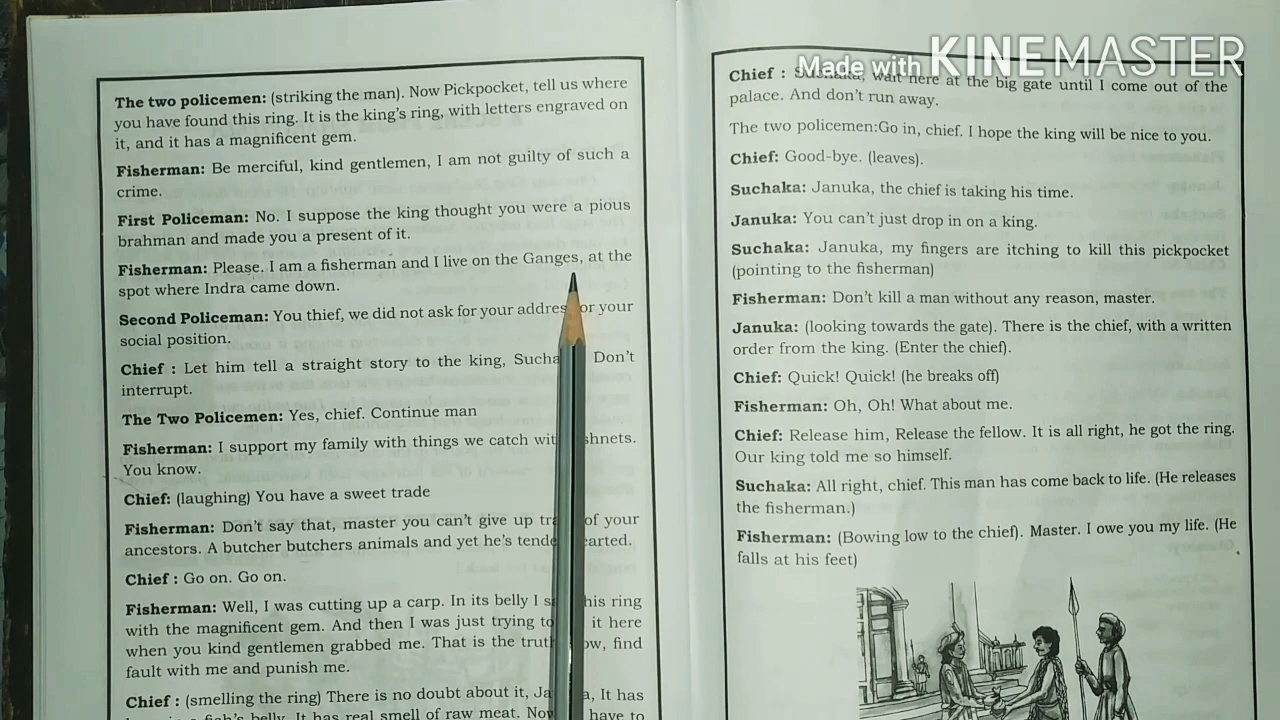 The two policemen: (striking the man). Now Pickpocket, tell us where
you have found this ring. It is the king's ring, with letters engraved on
it, and it has a magnificent gem.
Fisherman: Be merciful, kind gentlemen, I am not guilty of such a
crime.
First Policeman: No. I suppose the king thought you were a pious
brahman and made you a present of it.
Fisherman: Please. I am a fisherman and I live on the Ganges, at the
spot where Indra came down.
Second Policeman: You thief, we did not ask for your address or your
social position.
Chief : Let him tell a straight story to the king, Don't
interrupt.
The Two Policemen: Yes, chief. Continue man
Fisherman: I support my family with things we catch
You know.
Chief: (laughing) You have a sweet trade
Fisherman: Don't say that, master you can't give up of your
ancestors. A butcher butchers animals and yet he's
Chief : Go on. Go on.
Fisherman: Well, I was cutting up a carp. In its belly I ring
with the magnificent gem. And then I was just trying it here
when you kind gentlemen grabbed me. That is the find
fault with me and punish me.
Chief : (smelling the ring) There is no doubt about it, It has
belly. It has real smell of raw meat. have to
Made with KINEMASTER
Chief : wait here at the big gate until I come out of the
palace. And don't run away.
The two policemen:Go in, chief. I hope the king will be nice to you.
Chief: Good-bye. (leaves).
Suchaka: Januka, the chief is taking his time.
Januka: You can't just drop in on a king.
Suchaka: Januka, my fingers are itching to kill this pickpocket
(pointing to the fisherman)
Fisherman: Don't kill a man without any reason, master.
Januka: (looking towards the gate). There is the chief, with a written
order from the king. (Enter the chief).
Chief: Quick! Quick! (he breaks off)
Fisherman: Oh, Oh! What about me.
Chief: Release him, Release the fellow. It is all right, he got the ring.
Our king told me so himself.
Suchaka: All right, chief. This man has come back to life. (He releases
the fisherman.)
Fisherman: (Bowing low to the chief). Master. I owe you my life. (He
falls at his feet)